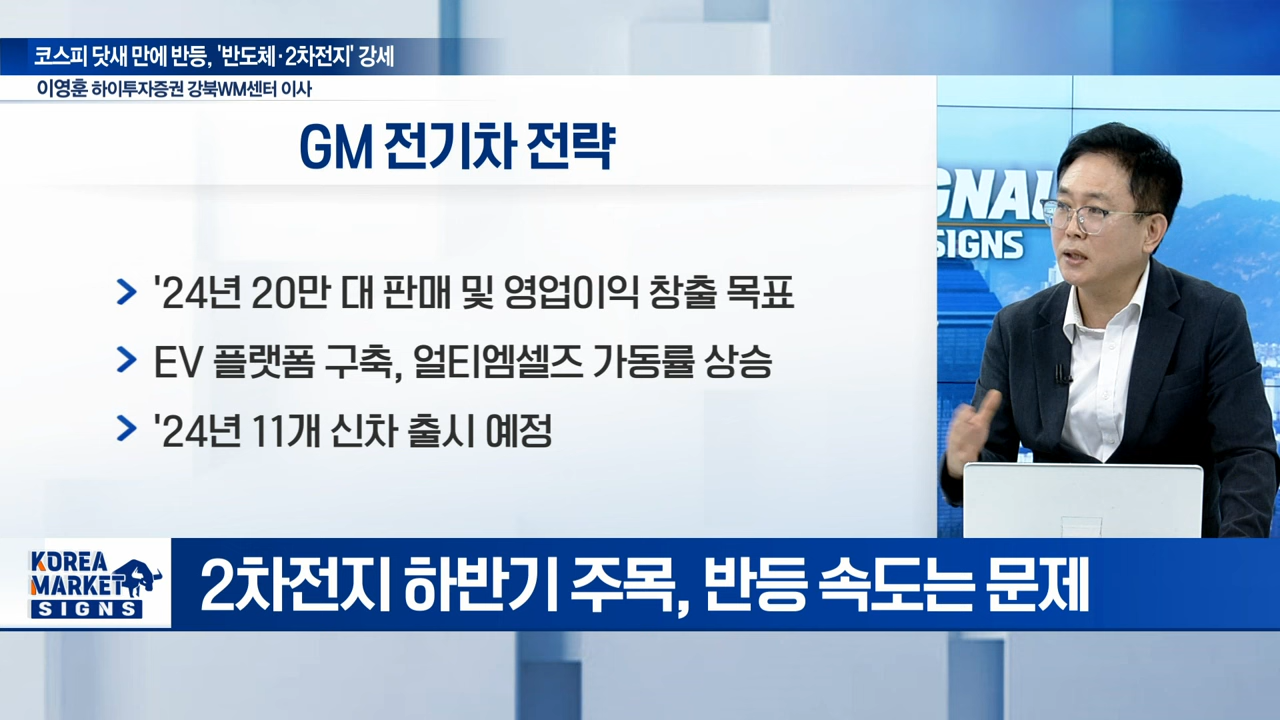 코스피 닷새 만에 반등, '반도체·2차전지' 강세
이영훈 하이투자증권 강북WM센터 이사
GM 전기차 전략
'24년 20만 대 판매 및 영업이익 창출 목표
EV 플랫폼 구축, 얼티엄셀즈 가동률 상승
'24년 11개 신차 출시 예정
GNAL
SIGNS
KOREA
MARKET
SIGNS
2차전지 하반기 주목, 반등 속도는 문제